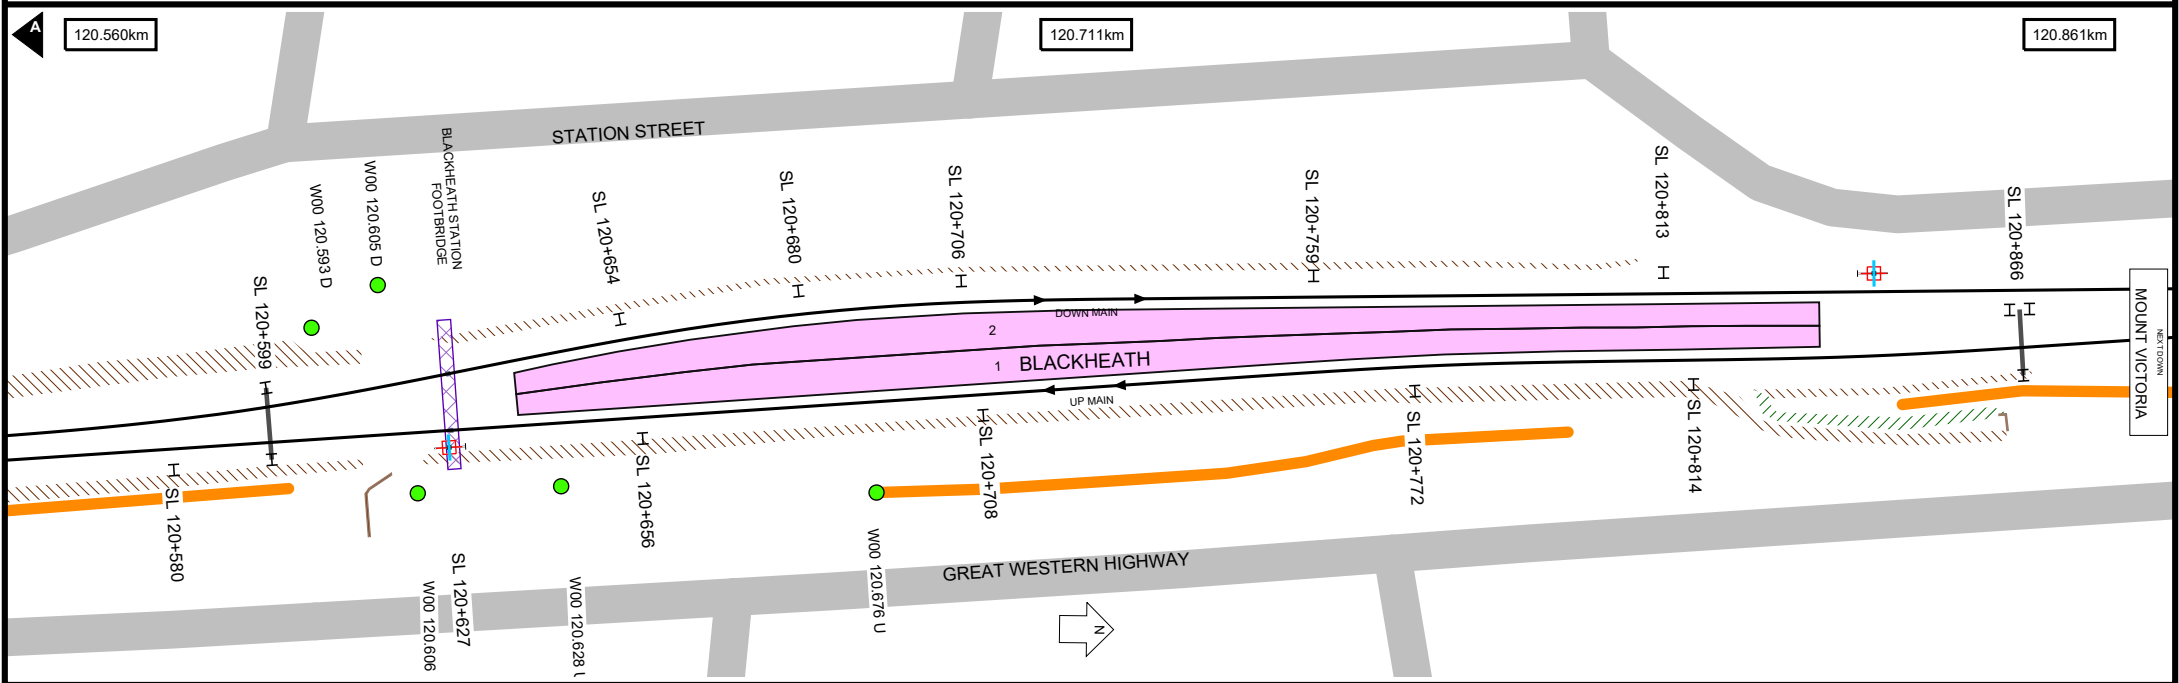 A
120.560km
120.711km
120.861km
STATION STREET
BLACKHEATH STATION
FOOTBRIDGE
W00 120.593 D
W00 120.605 D
SL 120+599
SL 120+654
SL 120+680
SL 120+706
SL 120+759
SL 120+813
SL 120+866
DOWN MAIN
2
1
BLACKHEATH
UP MAIN
NEXT DOWN
MOUNT VICTORIA
SL 120+580
SL 120+627
SL 120+656
SL 120+708
SL 120+772
SL 120+814
W00 120.606
W00 120.628 U
W00 120.676 U
GREAT WESTERN HIGHWAY
N